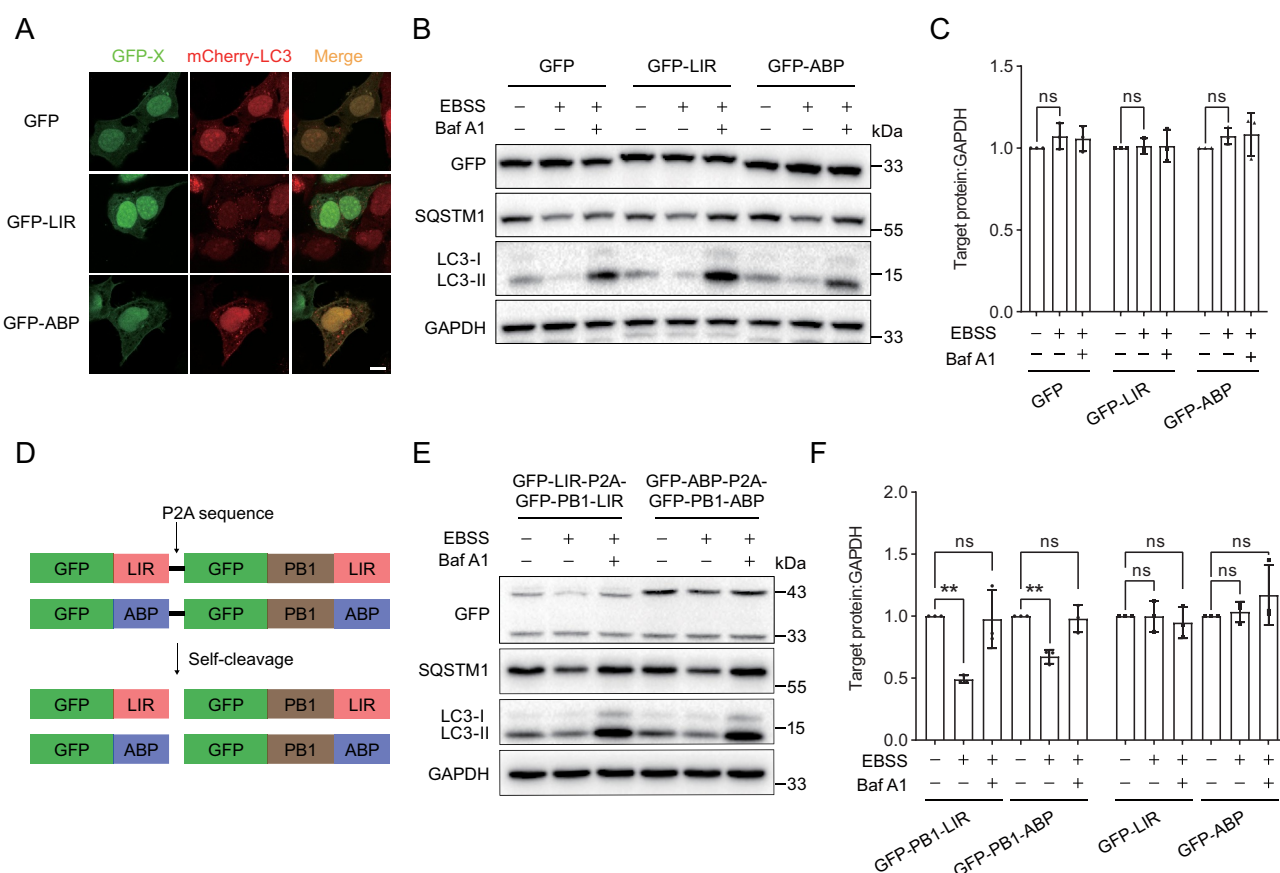 A
GFP-X mCherry-LC3 Merge
GFP
GFP-LIR
GFP-ABP
B
GFP GFP-LIR GFP-ABP
EBSS – + + – + + – + +
Baf A1 – – + – – + – – + kDa
GFP 33
SQSTM1 55
LC3-I
LC3-II 15
GAPDH 33
C
Target protein:GAPDH
1.5
1.0
0.5
1.0
ns ns ns
– + + – + + – + + EBSS
– – + – – + – – + Baf A1
GFP GFP-LIR GFP-ABP
D
P2A sequence
GFP LIR GFP PB1 LIR
GFP ABP GFP PB1 ABP
Self-cleavage
GFP LIR GFP PB1 LIR
GFP ABP GFP PB1 ABP
E
GFP-LIR-P2A- GFP-ABP-P2A-
GFP-PB1-LIR GFP-PB1-ABP
EBSS – + + – + +
Baf A1 – – + – – + kDa
GFP 43
33
SQSTM1 55
LC3-I
LC3-II 15
GAPDH 33
F
Target protein:GAPDH
2.0
1.5
1.0
0.5
0.0
ns ns ns ns
** ** ns ns
– + + – + + – + + – + + EBSS
– – + – – + – – + – – + Baf A1
GFP-PB1-LIR GFP-PB1-ABP GFP-LIR GFP-ABP